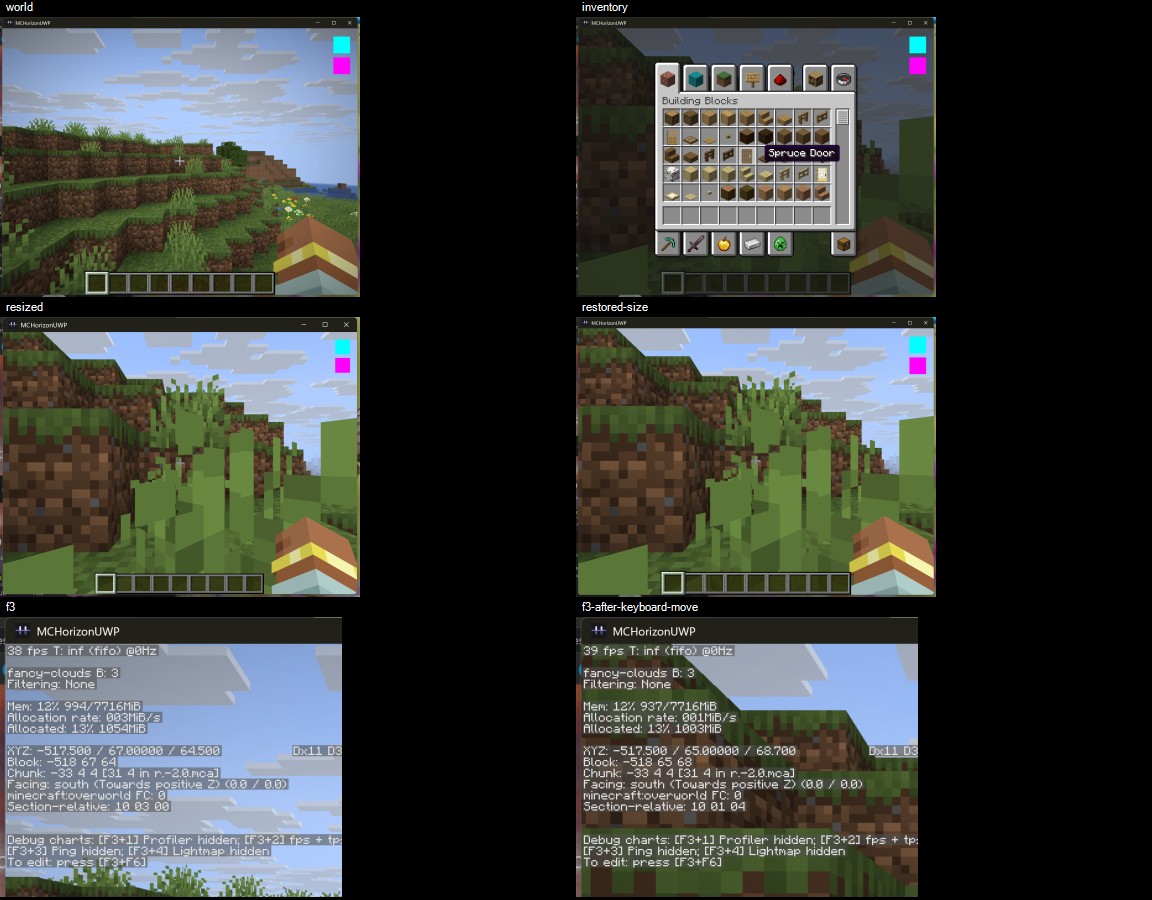 world
MCHorizonUWP
inventory
MCHorizonUWP
Building Blocks
Spruce Door
resized
MCHorizonUWP
restored-size
MCHorizonUWP
f3
MCHorizonUWP
38 fps T: inf (fifo) @0Hz
fancy-clouds B: 3
Filtering: None
Mem: 12% 994/7716MiB
Allocation rate: 003MiB/s
Allocated: 13% 1054MiB
XYZ: -517.500 / 67.00000 / 64.500
Dx11 D3
Block: -518 67 64
Chunk: -33 4 4 [31 4 in r.-2.0.mca]
Facing: south (Towards positive Z) (0.0 / 0.0)
minecraft:overworld FC: 0
Section-relative: 10 03 00
Debug charts: [F3+1] Profiler hidden; [F3+2] fps + tp
[F3+3] Ping hidden; [F3+4] Lightmap hidden
To edit: press [F3+F6]
f3-after-keyboard-move
MCHorizonUWP
39 fps T: inf (fifo) @0Hz
fancy-clouds B: 3
Filtering: None
Mem: 12% 937/7716MiB
Allocation rate: 001MiB/s
Allocated: 13% 1003MiB
XYZ: -517.500 / 65.00000 / 68.700
Dx11 D3
Block: -518 65 68
Chunk: -33 4 4 [31 4 in r.-2.0.mca]
Facing: south (Towards positive Z) (0.0 / 0.0)
minecraft:overworld FC: 0
Section-relative: 10 01 04
Debug charts: [F3+1] Profiler hidden; [F3+2] fps + tps
[F3+3] Ping hidden; [F3+4] Lightmap hidden
To edit: press [F3+F6]